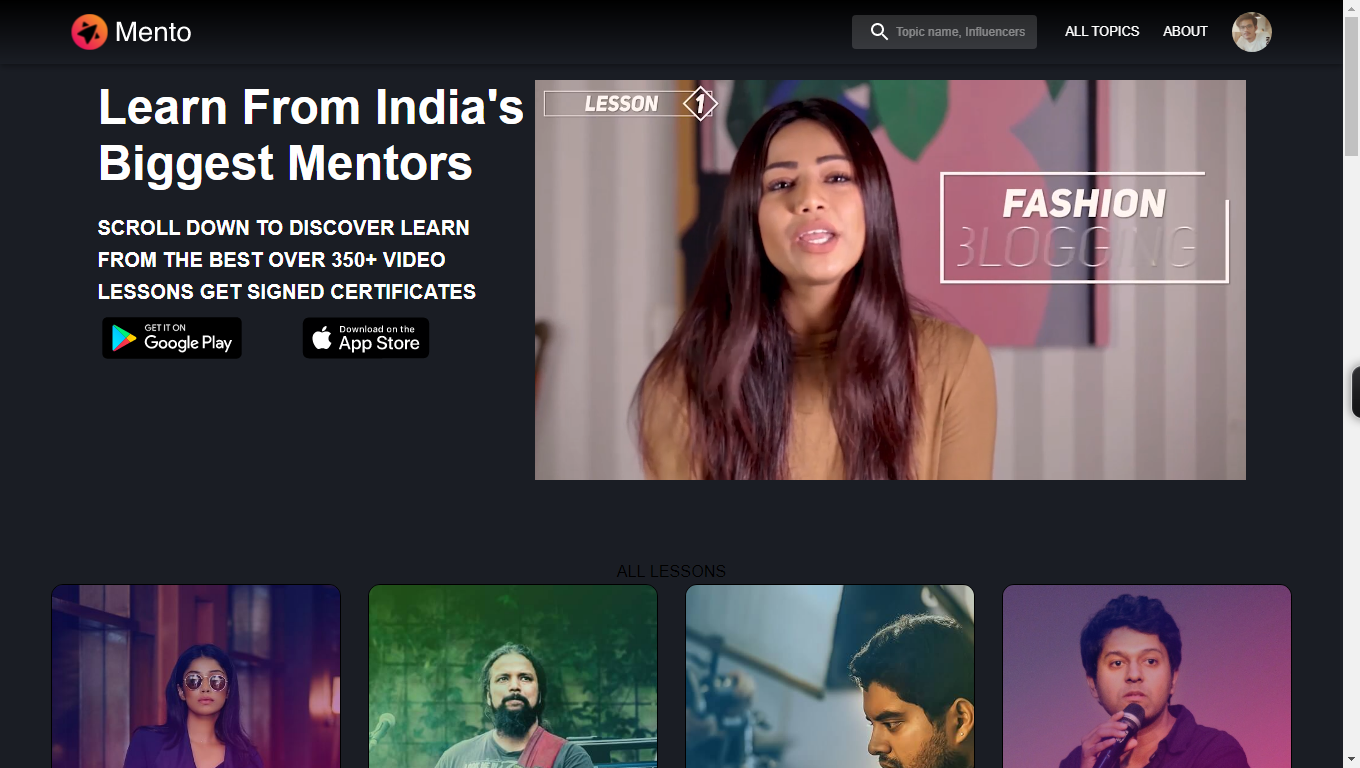 Mento
Topic name, Influencers
ALL TOPICS
ABOUT
Learn From India's
Biggest Mentors
SCROLL DOWN TO DISCOVER LEARN
FROM THE BEST OVER 350+ VIDEO
LESSONS GET SIGNED CERTIFICATES
GET IT ON
Google Play
Download on the
App Store
LESSON 1
FASHION
BLOGGING
ALL LESSONS